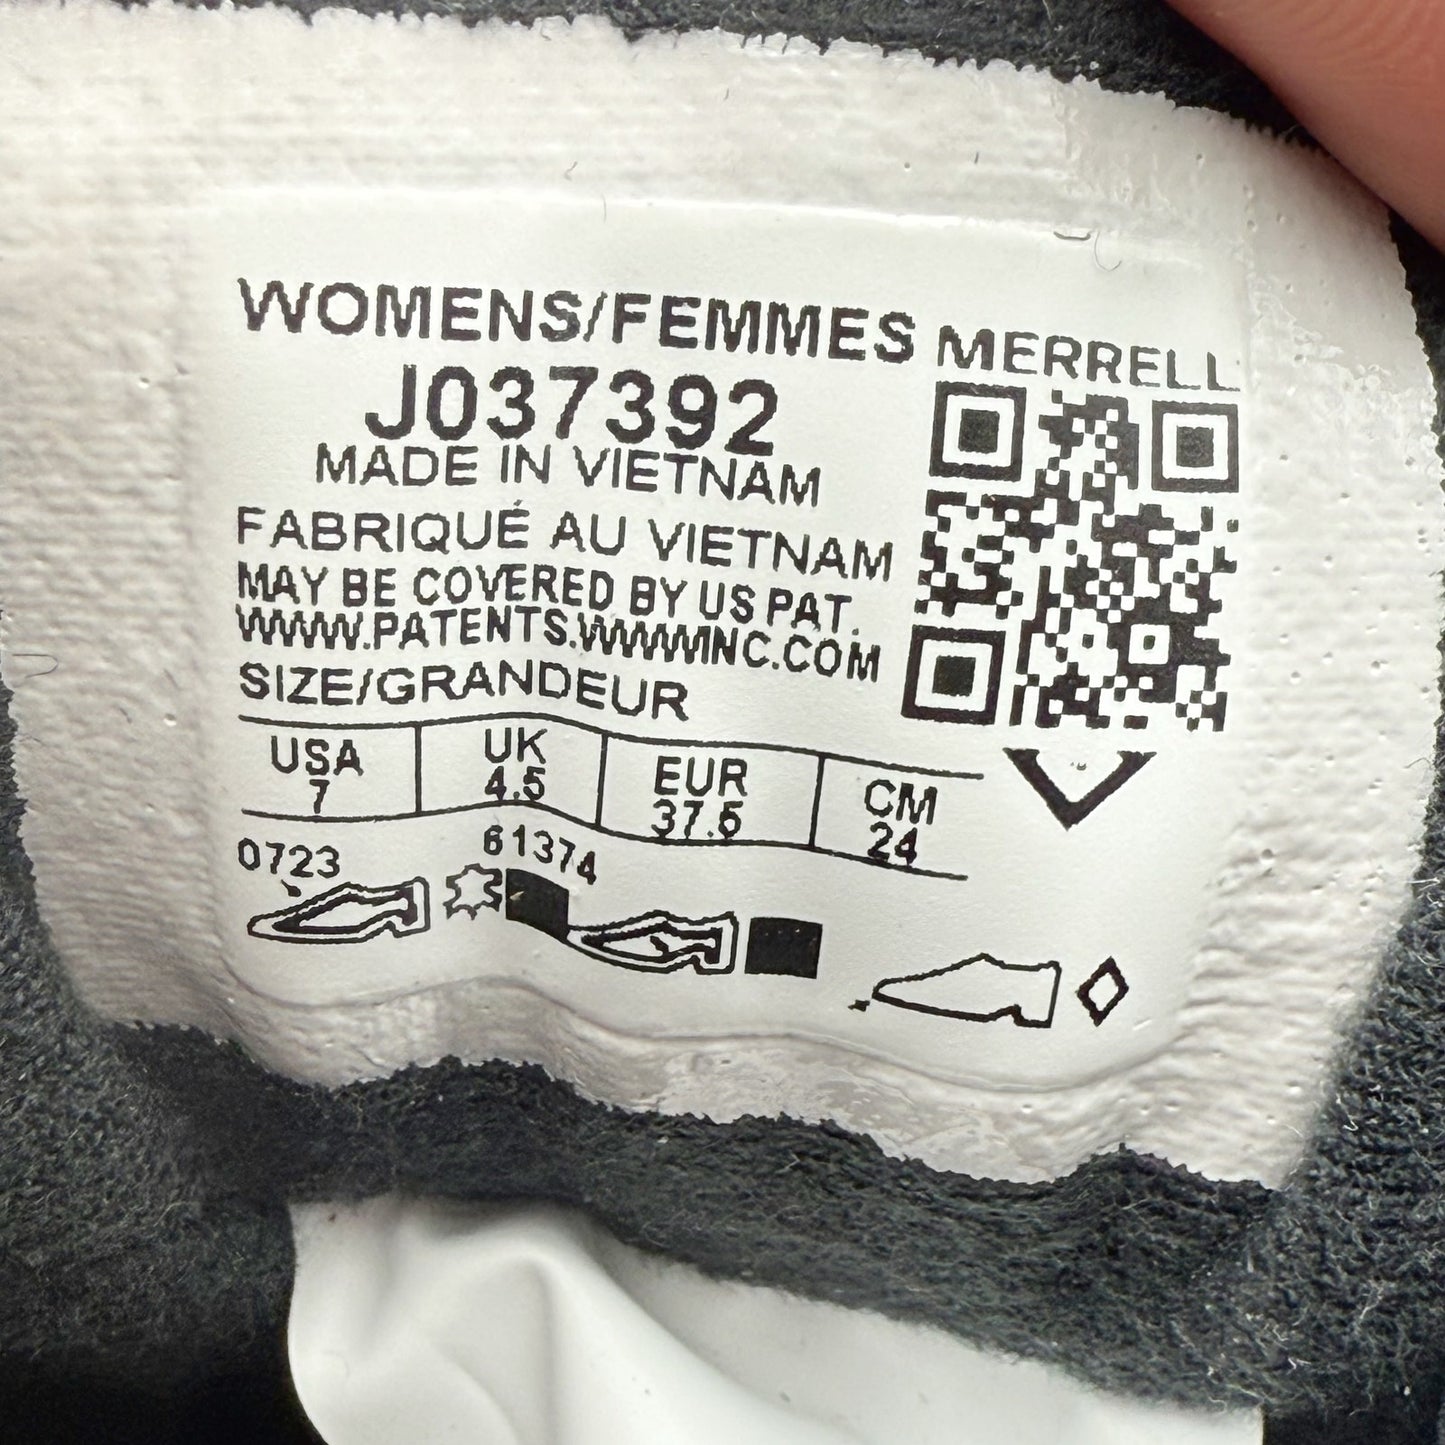 WOMENS/FEMMES MERRELL
J037392
MADE IN VIETNAM
FABRIQUÉ AU VIETNAM
MAY BE COVERED BY US PAT.
WWW.PATENTS.WWWINC.COM
SIZE/GRANDEUR
USA UK EUR CM
7 4.5 37.5 24
0723 61374